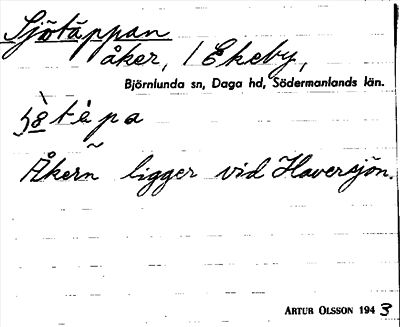 Sjötäppan
åker, 1 Ekeby,
Björnlunda sn, Daga hd, Södermanlands län.
Åkern ligger vid Haversjön.
ARTUR OLSSON 1943